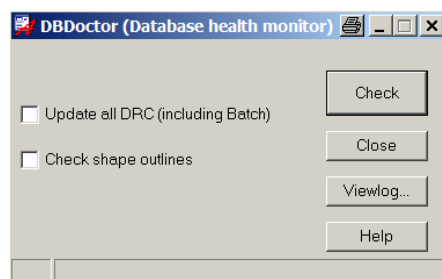 DBDoctor (Database health monitor)
Check
Update all DRC (including Batch)
Close
Check shape outlines
Viewlog...
Help